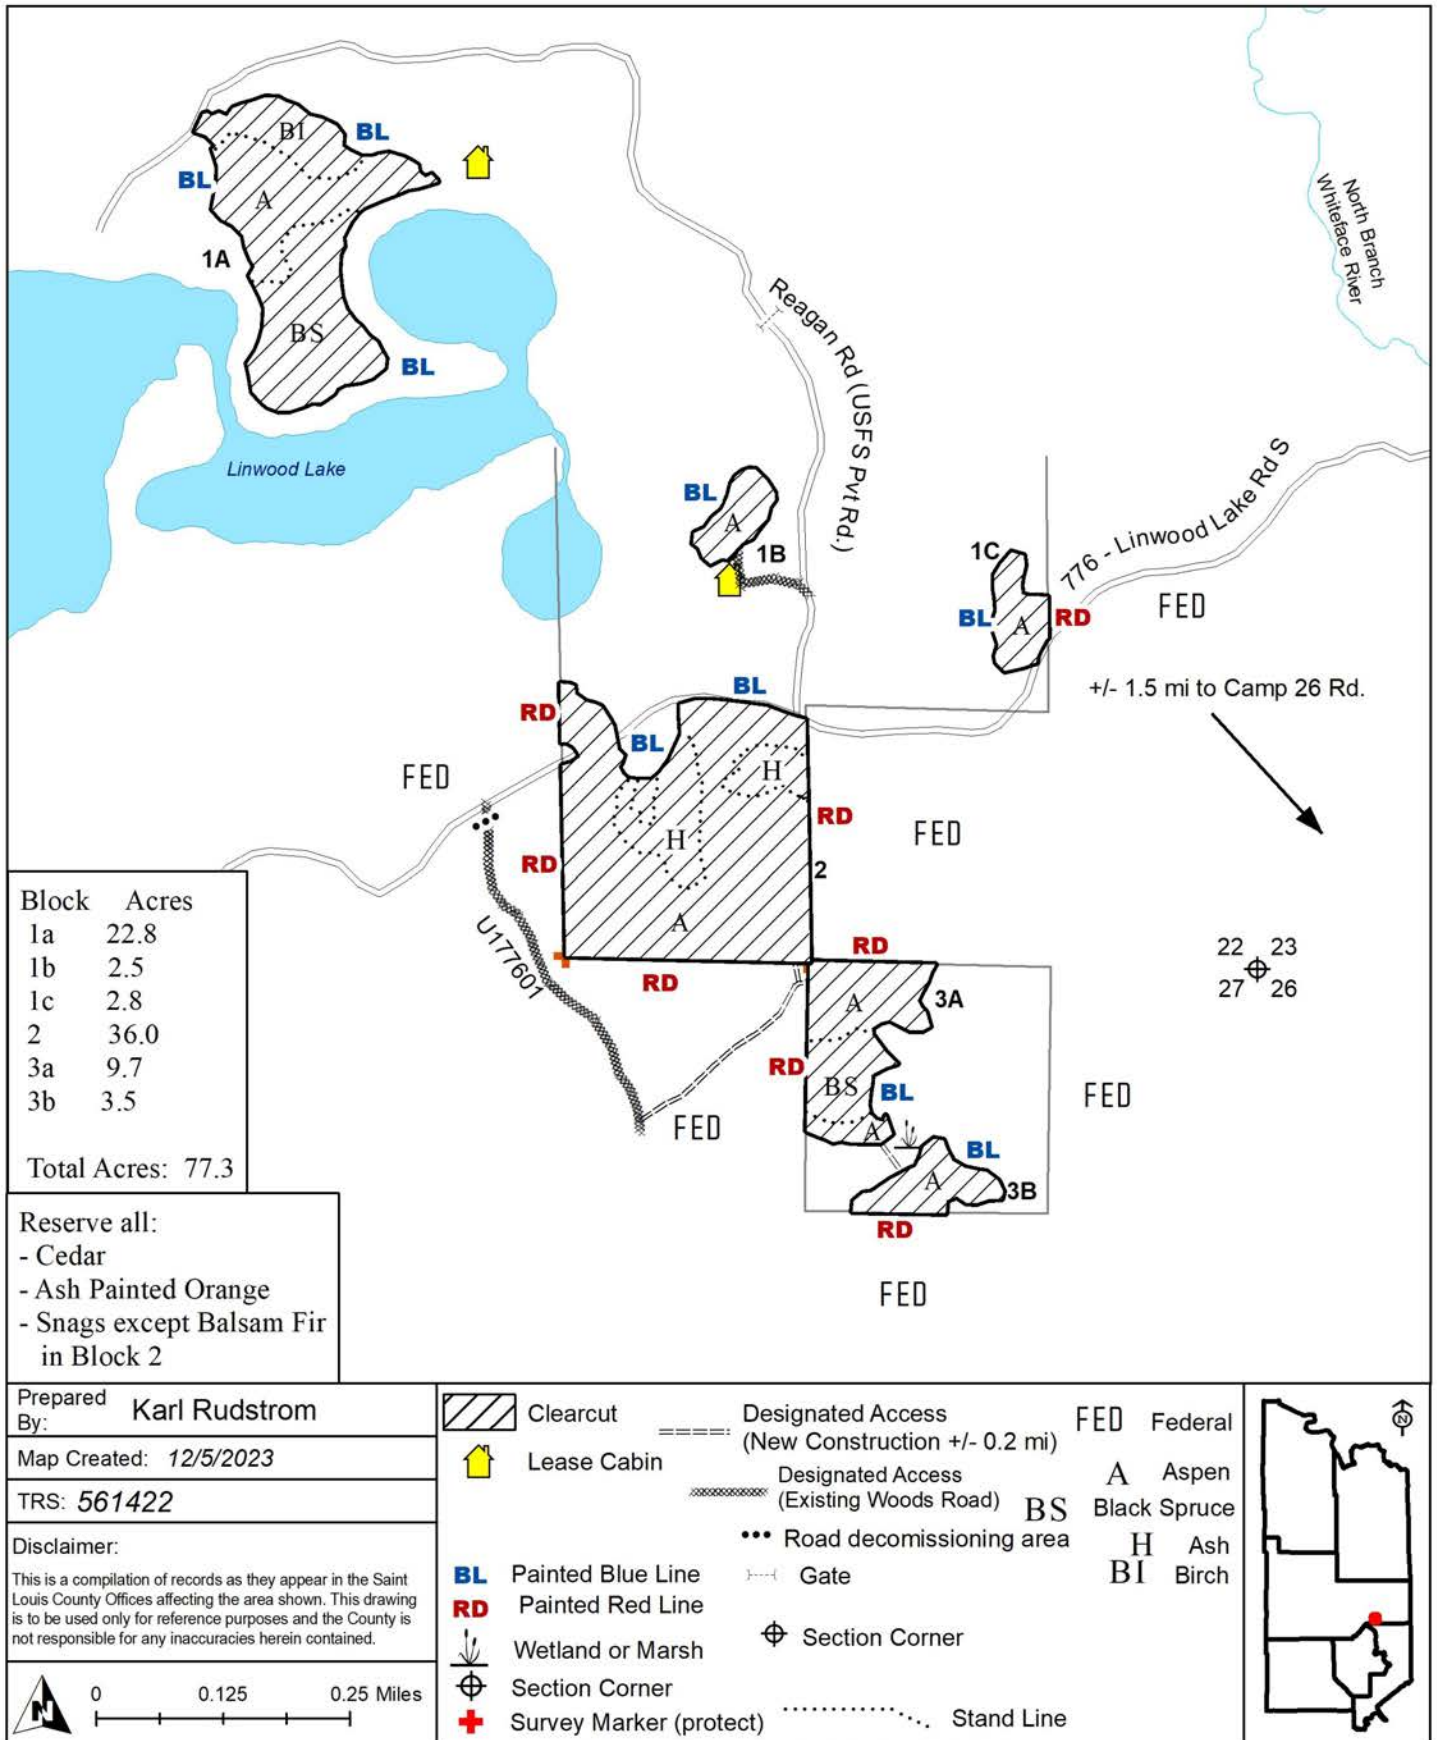 BI
BL
BL
A
1A
BS
BL
Linwood Lake
North Branch
Whiteface River
Reagan Rd (USFS Pvt Rd.)
BL
A
1B
1C
BL
A
RD
776 - Linwood Lake Rd S
FED
+/- 1.5 mi to Camp 26 Rd.
BL
RD
BL
H
FED
RD
FED
H
RD
2
A
U177601
RD
RD
22 23
27 26
A
3A
RD
BS
BL
FED
FED
A
BL
A
3B
RD
FED
Block Acres
1a 22.8
1b 2.5
1c 2.8
2 36.0
3a 9.7
3b 3.5
Total Acres: 77.3
Reserve all:
- Cedar
- Ash Painted Orange
- Snags except Balsam Fir
in Block 2
Prepared
By: Karl Rudstrom
Map Created: 12/5/2023
TRS: 561422
Disclaimer:
This is a compilation of records as they appear in the Saint
Louis County Offices affecting the area shown. This drawing
is to be used only for reference purposes and the County is
not responsible for any inaccuracies herein contained.
N
0 0.125 0.25 Miles
Clearcut
Lease Cabin
BL Painted Blue Line
RD Painted Red Line
Wetland or Marsh
Section Corner
Survey Marker (protect)
Designated Access
(New Construction +/- 0.2 mi)
Designated Access
(Existing Woods Road)
Road decomissioning area
Gate
Section Corner
Stand Line
FED Federal
A Aspen
BS Black Spruce
H Ash
BI Birch
N